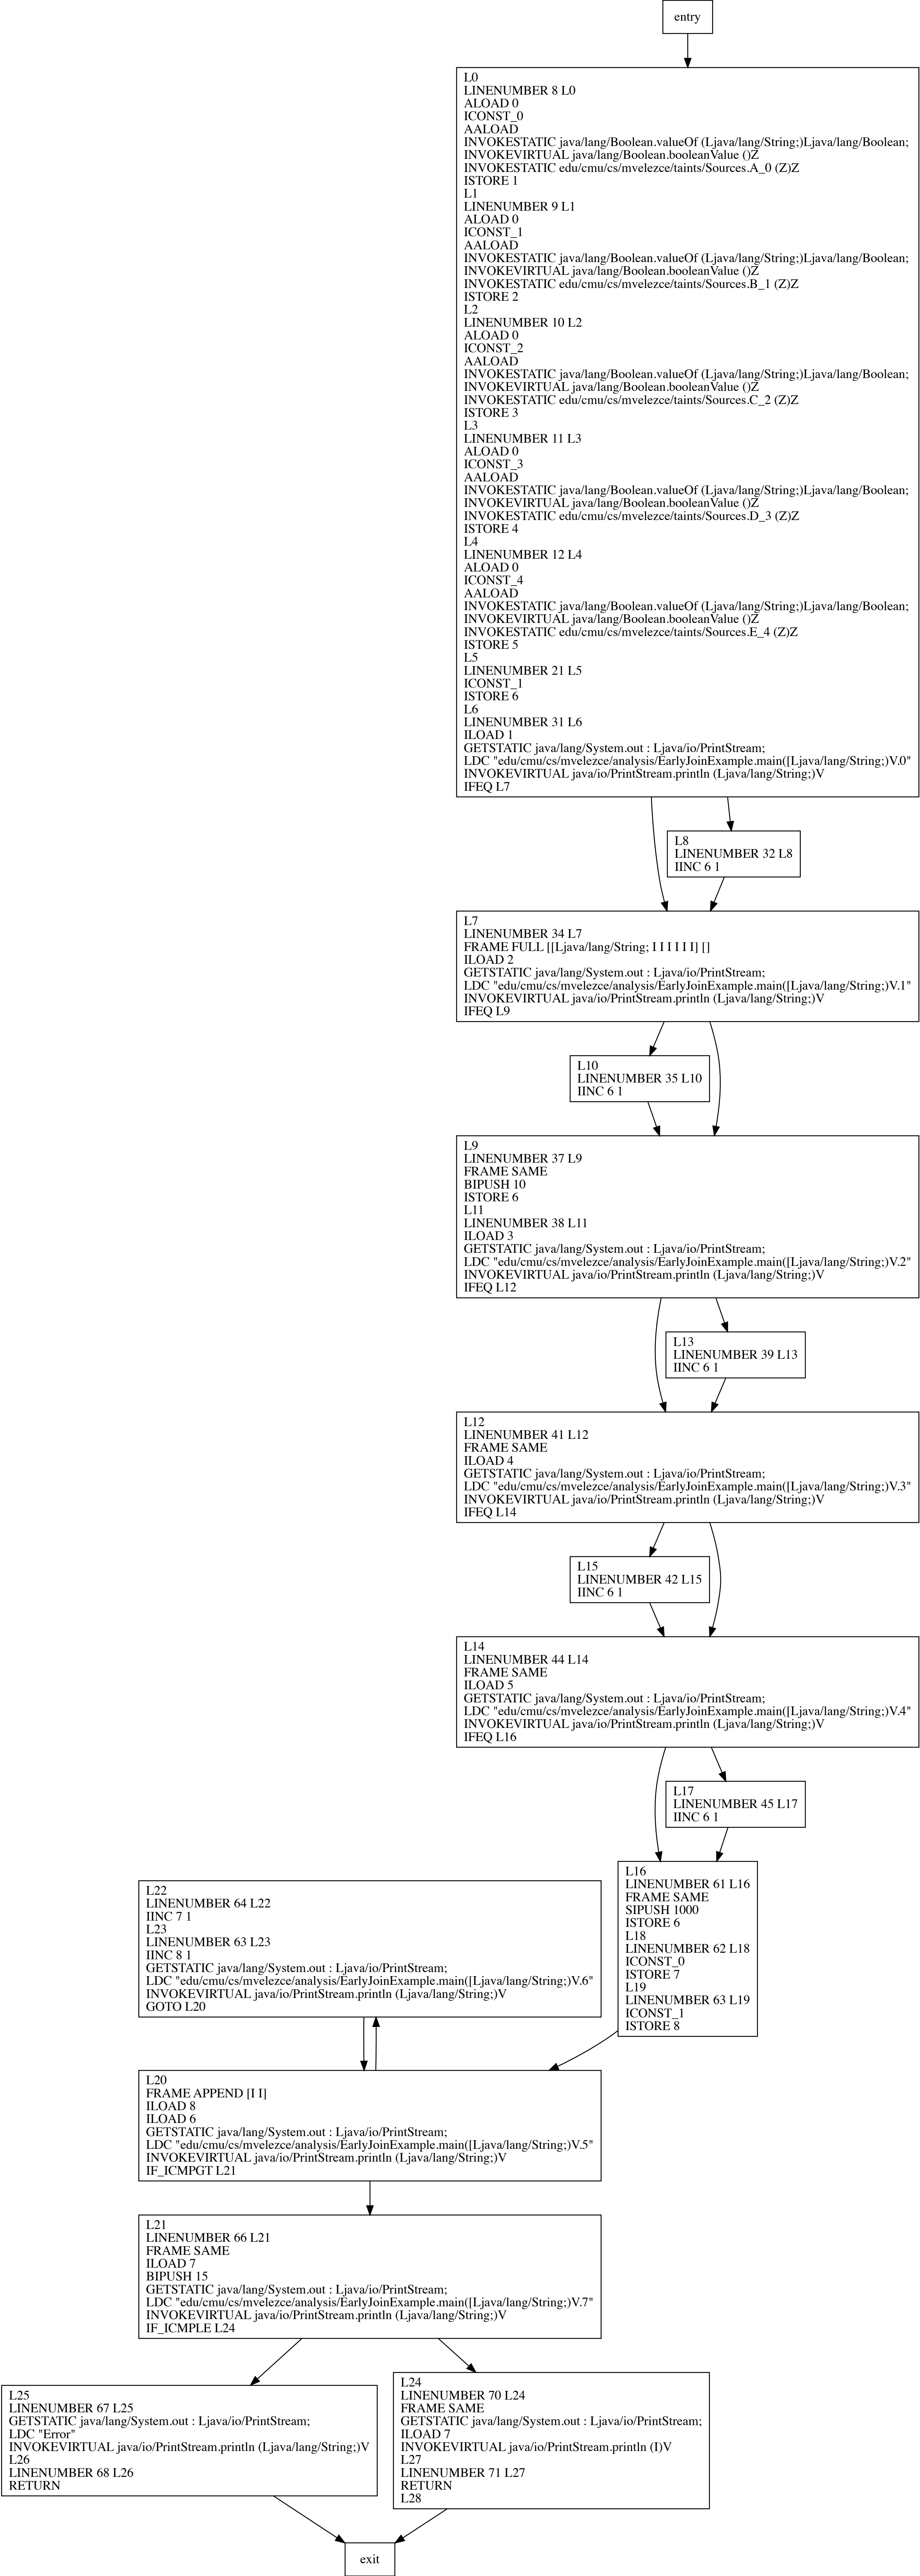 entry
L0
LINENUMBER 8 L0
ALOAD 0
ICONST_0
AALOAD
INVOKESTATIC java/lang/Boolean.valueOf (Ljava/lang/String;)Ljava/lang/Boolean;
INVOKEVIRTUAL java/lang/Boolean.booleanValue ()Z
INVOKESTATIC edu/cmu/cs/mvelezce/taints/Sources.A_0 (Z)Z
ISTORE 1
L1
LINENUMBER 9 L1
ALOAD 0
ICONST_1
AALOAD
INVOKESTATIC java/lang/Boolean.valueOf (Ljava/lang/String;)Ljava/lang/Boolean;
INVOKEVIRTUAL java/lang/Boolean.booleanValue ()Z
INVOKESTATIC edu/cmu/cs/mvelezce/taints/Sources.B_1 (Z)Z
ISTORE 2
L2
LINENUMBER 10 L2
ALOAD 0
ICONST_2
AALOAD
INVOKESTATIC java/lang/Boolean.valueOf (Ljava/lang/String;)Ljava/lang/Boolean;
INVOKEVIRTUAL java/lang/Boolean.booleanValue ()Z
INVOKESTATIC edu/cmu/cs/mvelezce/taints/Sources.C_2 (Z)Z
ISTORE 3
L3
LINENUMBER 11 L3
ALOAD 0
ICONST_3
AALOAD
INVOKESTATIC java/lang/Boolean.valueOf (Ljava/lang/String;)Ljava/lang/Boolean;
INVOKEVIRTUAL java/lang/Boolean.booleanValue ()Z
INVOKESTATIC edu/cmu/cs/mvelezce/taints/Sources.D_3 (Z)Z
ISTORE 4
L4
LINENUMBER 12 L4
ALOAD 0
ICONST_4
AALOAD
INVOKESTATIC java/lang/Boolean.valueOf (Ljava/lang/String;)Ljava/lang/Boolean;
INVOKEVIRTUAL java/lang/Boolean.booleanValue ()Z
INVOKESTATIC edu/cmu/cs/mvelezce/taints/Sources.E_4 (Z)Z
ISTORE 5
L5
LINENUMBER 21 L5
ICONST_1
ISTORE 6
L6
LINENUMBER 31 L6
ILOAD 1
GETSTATIC java/lang/System.out : Ljava/io/PrintStream;
LDC "edu/cmu/cs/mvelezce/analysis/EarlyJoinExample.main([Ljava/lang/String;)V.0"
INVOKEVIRTUAL java/io/PrintStream.println (Ljava/lang/String;)V
IFEQ L7
L8
LINENUMBER 32 L8
IINC 6 1
L7
LINENUMBER 34 L7
FRAME FULL [[Ljava/lang/String; I I I I I I] []
ILOAD 2
GETSTATIC java/lang/System.out : Ljava/io/PrintStream;
LDC "edu/cmu/cs/mvelezce/analysis/EarlyJoinExample.main([Ljava/lang/String;)V.1"
INVOKEVIRTUAL java/io/PrintStream.println (Ljava/lang/String;)V
IFEQ L9
L10
LINENUMBER 35 L10
IINC 6 1
L9
LINENUMBER 37 L9
FRAME SAME
BIPUSH 10
ISTORE 6
L11
LINENUMBER 38 L11
ILOAD 3
GETSTATIC java/lang/System.out : Ljava/io/PrintStream;
LDC "edu/cmu/cs/mvelezce/analysis/EarlyJoinExample.main([Ljava/lang/String;)V.2"
INVOKEVIRTUAL java/io/PrintStream.println (Ljava/lang/String;)V
IFEQ L12
L13
LINENUMBER 39 L13
IINC 6 1
L12
LINENUMBER 41 L12
FRAME SAME
ILOAD 4
GETSTATIC java/lang/System.out : Ljava/io/PrintStream;
LDC "edu/cmu/cs/mvelezce/analysis/EarlyJoinExample.main([Ljava/lang/String;)V.3"
INVOKEVIRTUAL java/io/PrintStream.println (Ljava/lang/String;)V
IFEQ L14
L15
LINENUMBER 42 L15
IINC 6 1
L14
LINENUMBER 44 L14
FRAME SAME
ILOAD 5
GETSTATIC java/lang/System.out : Ljava/io/PrintStream;
LDC "edu/cmu/cs/mvelezce/analysis/EarlyJoinExample.main([Ljava/lang/String;)V.4"
INVOKEVIRTUAL java/io/PrintStream.println (Ljava/lang/String;)V
IFEQ L16
L17
LINENUMBER 45 L17
IINC 6 1
L16
LINENUMBER 61 L16
FRAME SAME
SIPUSH 1000
ISTORE 6
L18
LINENUMBER 62 L18
ICONST_0
ISTORE 7
L19
LINENUMBER 63 L19
ICONST_1
ISTORE 8
L22
LINENUMBER 64 L22
IINC 7 1
L23
LINENUMBER 63 L23
IINC 8 1
GETSTATIC java/lang/System.out : Ljava/io/PrintStream;
LDC "edu/cmu/cs/mvelezce/analysis/EarlyJoinExample.main([Ljava/lang/String;)V.6"
INVOKEVIRTUAL java/io/PrintStream.println (Ljava/lang/String;)V
GOTO L20
L20
FRAME APPEND [I I]
ILOAD 8
ILOAD 6
GETSTATIC java/lang/System.out : Ljava/io/PrintStream;
LDC "edu/cmu/cs/mvelezce/analysis/EarlyJoinExample.main([Ljava/lang/String;)V.5"
INVOKEVIRTUAL java/io/PrintStream.println (Ljava/lang/String;)V
IF_ICMPGT L21
L21
LINENUMBER 66 L21
FRAME SAME
ILOAD 7
BIPUSH 15
GETSTATIC java/lang/System.out : Ljava/io/PrintStream;
LDC "edu/cmu/cs/mvelezce/analysis/EarlyJoinExample.main([Ljava/lang/String;)V.7"
INVOKEVIRTUAL java/io/PrintStream.println (Ljava/lang/String;)V
IF_ICMPLE L24
L25
LINENUMBER 67 L25
GETSTATIC java/lang/System.out : Ljava/io/PrintStream;
LDC "Error"
INVOKEVIRTUAL java/io/PrintStream.println (Ljava/lang/String;)V
L26
LINENUMBER 68 L26
RETURN
L24
LINENUMBER 70 L24
FRAME SAME
GETSTATIC java/lang/System.out : Ljava/io/PrintStream;
ILOAD 7
INVOKEVIRTUAL java/io/PrintStream.println (I)V
L27
LINENUMBER 71 L27
RETURN
L28
exit